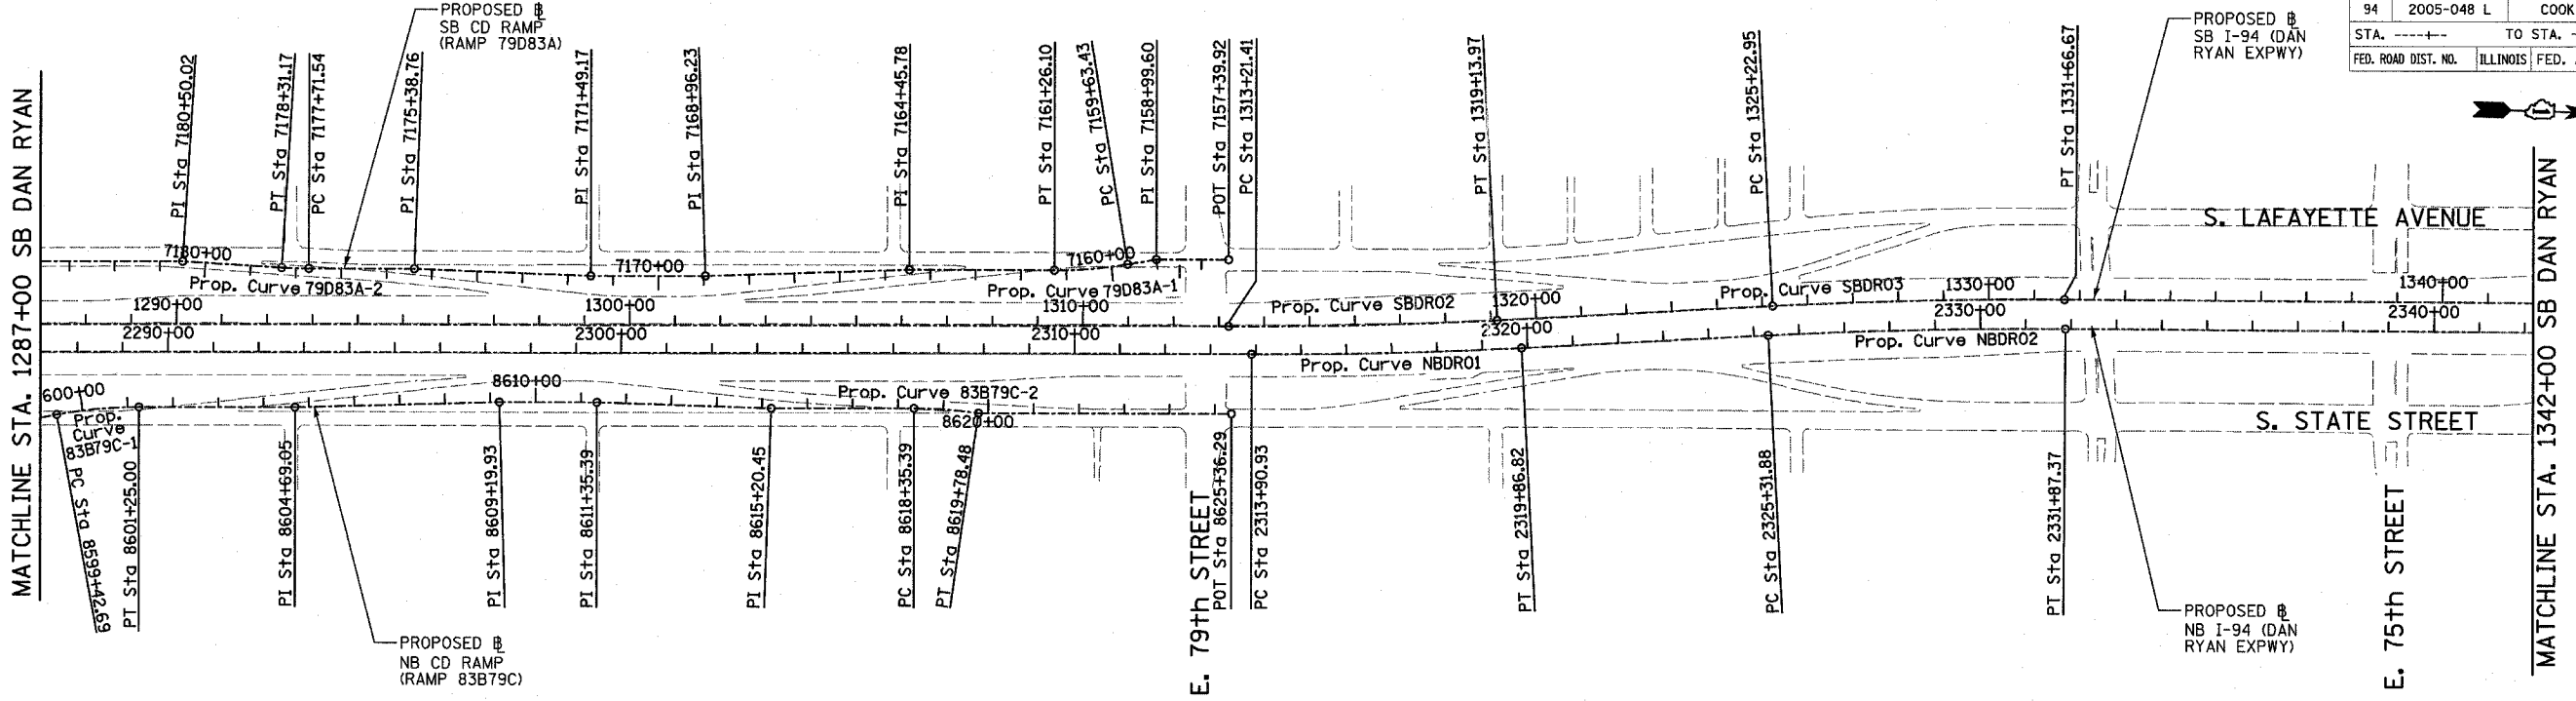 PROPOSED ℄
SB CD RAMP
(RAMP 79D83A)
PROPOSED ℄
SB I-94 (DAN
RYAN EXPWY)
94 2005-048 L COOK
STA. ----+-- TO STA. -
FED. ROAD DIST. NO. ILLINOIS FED.
MATCHLINE STA. 1287+00 SB DAN RYAN
PI Sta 7180+50.02
PT Sta 7178+31.17
PC Sta 7177+71.54
PI Sta 7175+38.76
PI Sta 7171+49.17
PI Sta 7168+96.23
PI Sta 7164+45.78
PT Sta 7161+26.10
PC Sta 7159+63.43
PI Sta 7158+99.60
POT Sta 7157+39.92
PC Sta 1313+21.41
PT Sta 1319+13.97
PC Sta 1325+22.95
PT Sta 1331+66.67
S. LAFAYETTE AVENUE
7180+00
7170+00
7160+00
Prop. Curve 79D83A-2
Prop. Curve 79D83A-1
Prop. Curve SBDR02
Prop. Curve SBDR03
1290+00
1300+00
1310+00
1320+00
1330+00
1340+00
2290+00
2300+00
2310+00
2320+00
2330+00
2340+00
Prop. Curve NBDR01
Prop. Curve NBDR02
600+00
8610+00
8620+00
Prop.
Curve
83B79C-1
Prop. Curve 83B79C-2
S. STATE STREET
PC Sta 8599+42.69
PT Sta 8601+25.00
PI Sta 8604+69.05
PI Sta 8609+19.93
PI Sta 8611+35.39
PI Sta 8615+20.45
PC Sta 8618+35.39
PT Sta 8619+78.48
E. 79th STREET
POT Sta 8625+36.29
PC Sta 2313+90.93
PT Sta 2319+86.82
PC Sta 2325+31.88
PT Sta 2331+87.37
E. 75th STREET
MATCHLINE STA. 1342+00 SB DAN RYAN
PROPOSED ℄
NB CD RAMP
(RAMP 83B79C)
PROPOSED ℄
NB I-94 (DAN
RYAN EXPWY)